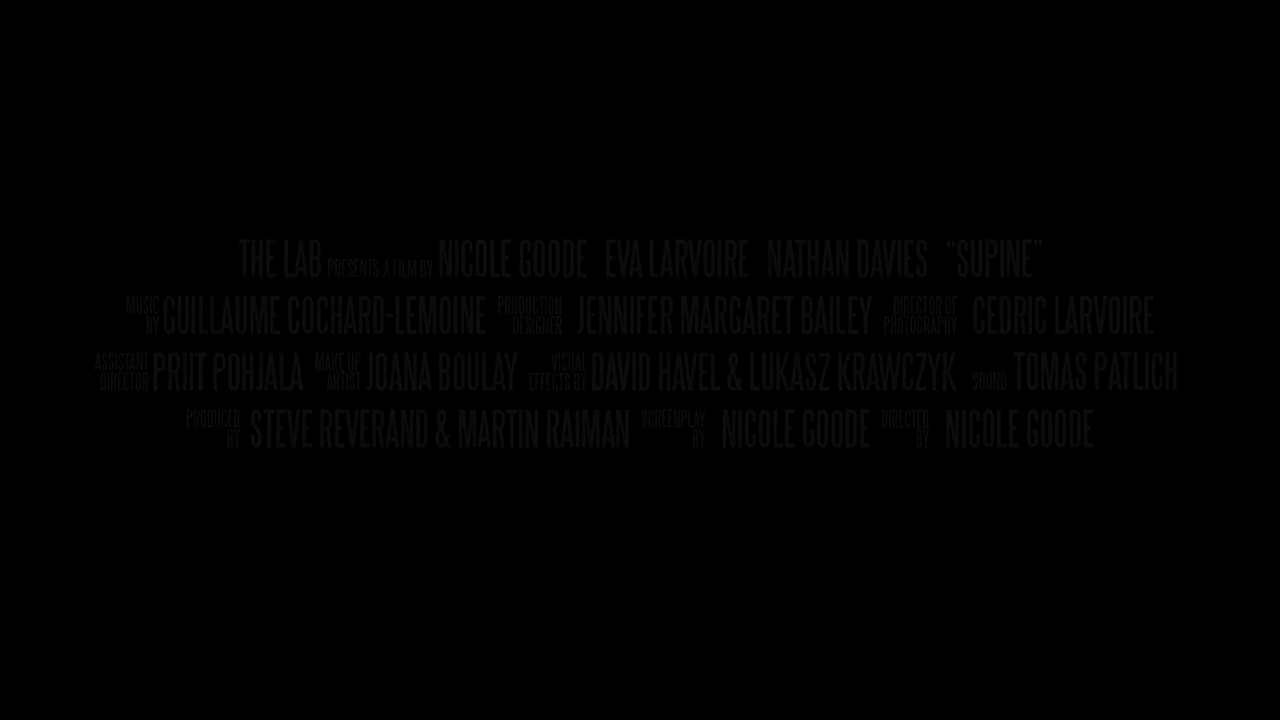 THE LAB PRESENTS A FILM BY NICOLE GOODE EVA LARVOIRE NATHAN DAVIES “SUPINE”
MUSIC BY GUILLAUME COCHARD-LEMOINE PRODUCTION DESIGNER JENNIFER MARGARET BAILEY DIRECTOR OF PHOTOGRAPHY CEDRIC LARVOIRE
ASSISTANT DIRECTOR PRIIT POHJALA MAKE UP ARTIST JOANA BOULAY VISUAL EFFECTS BY DAVID HAVEL & LUKASZ KRAWCZYK SOUND TOMAS PATLICH
PRODUCED BY STEVE REVERAND & MARTIN RAIMAN SCREENPLAY BY NICOLE GOODE DIRECTED BY NICOLE GOODE